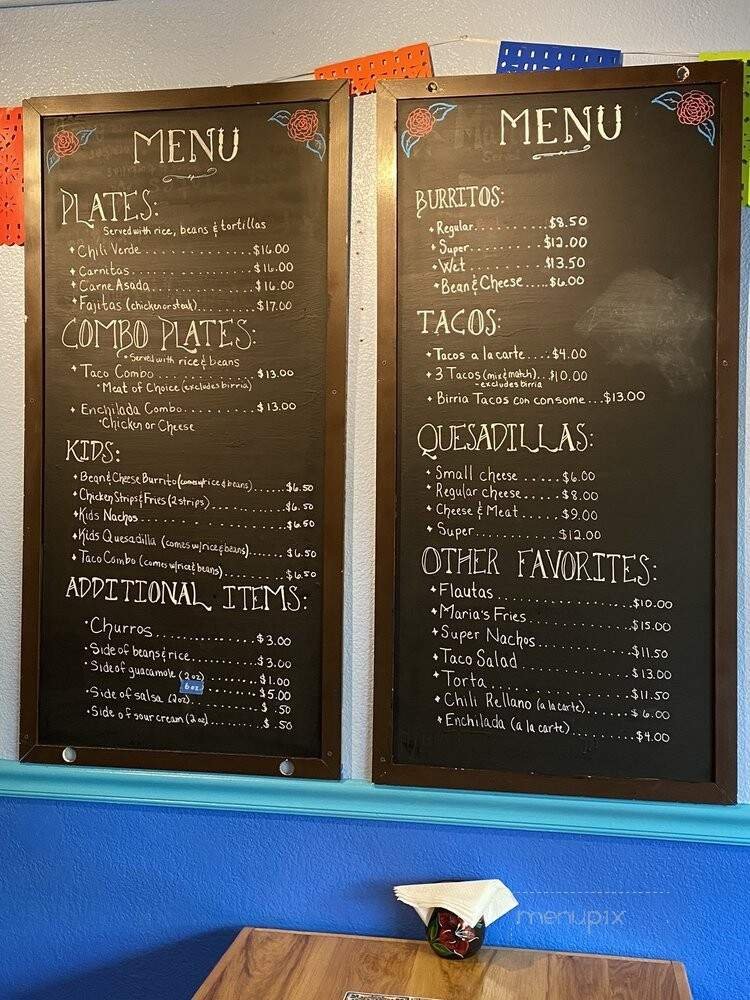 MENU
PLATES:
Served with rice, beans & tortillas
Chili Verde.................$16.00
Carnitas.................$16.00
Carne Asada.................$16.00
Fajitas (chicken or steak).................$17.00
COMBO PLATES:
• Served with rice & beans
Taco Combo.................$13.00
• Meat of Choice (excludes birria)
Enchilada Combo.................$13.00
• Chicken or Cheese
KIDS:
Bean & Cheese Burrito (comes w/rice & beans)......$6.50
Chicken Strips & Fries (2 strips).................$6.50
Kids Nachos.................$6.50
Kids Quesadilla (comes w/rice & beans).......$6.50
Taco Combo (comes w/rice & beans)..........$6.50
ADDITIONAL ITEMS:
• Churros.................$3.00
• Side of beans & rice.............$3.00
• Side of guacamole (2oz).......$1.00
6oz.......$5.00
• Side of salsa (2oz)..........$ .50
• Side of sour cream (2oz)........$ .50
MENU
BURRITOS:
Regular...........$8.50
Super...........$12.00
Wet...........$13.50
Bean & Cheese.....$6.00
TACOS:
Tacos a la carte....$4.00
3 Tacos (mix & match)..$10.00
- excludes birria
Birria Tacos con consome...$13.00
QUESADILLAS:
Small cheese.....$6.00
Regular cheese....$8.00
Cheese & Meat....$9.00
Super...........$12.00
OTHER FAVORITES:
Flautas.................$10.00
Maria's Fries.............$15.00
Super Nachos.............$11.50
Taco Salad.............$13.00
Torta.................$11.50
Chili Rellano (a la carte)......$6.00
Enchilada (a la carte)..........$4.00
menupix